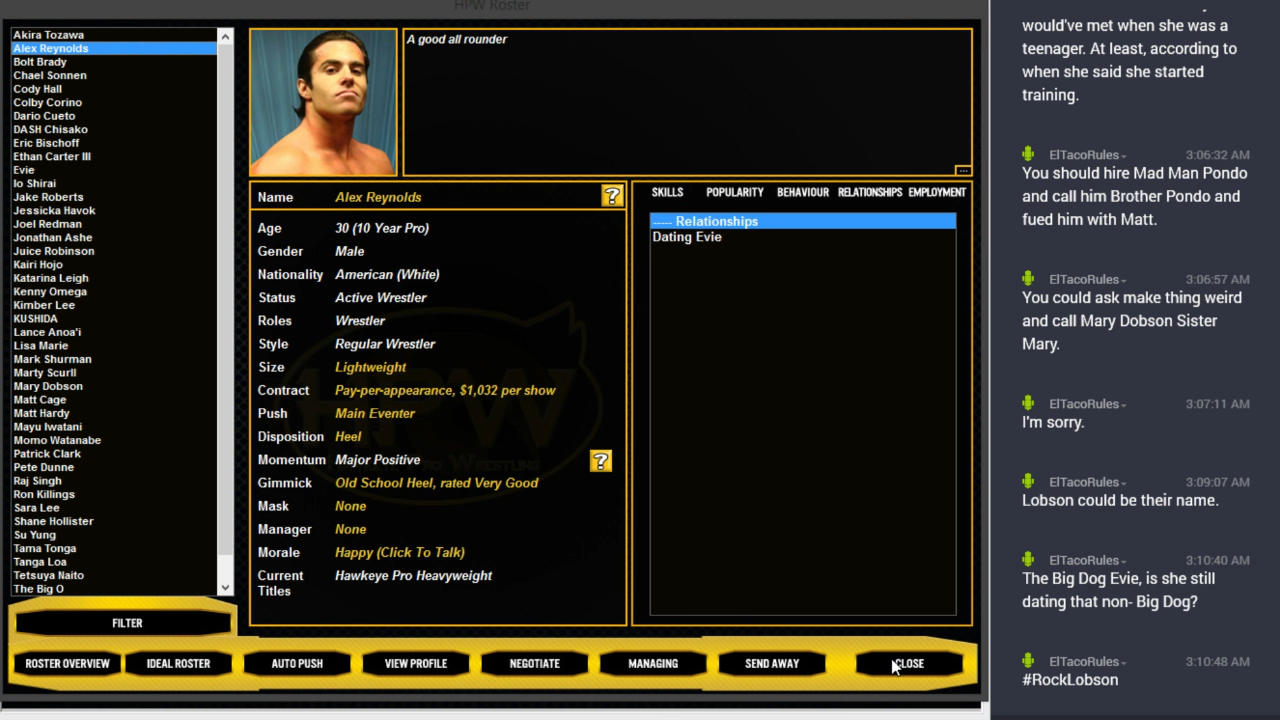 HPW Roster
Akira Tozawa
Alex Reynolds
Bolt Brady
Chael Sonnen
Cody Hall
Colby Corino
Dario Cueto
DASH Chisako
Eric Bischoff
Ethan Carter III
Evie
Io Shirai
Jake Roberts
Jessicka Havok
Joel Redman
Jonathan Ashe
Juice Robinson
Kairi Hojo
Katarina Leigh
Kenny Omega
Kimber Lee
KUSHIDA
Lance Anoa'i
Lisa Marie
Mark Shurman
Marty Scurll
Mary Dobson
Matt Cage
Matt Hardy
Mayu Iwatani
Momo Watanabe
Patrick Clark
Pete Dunne
Raj Singh
Ron Killings
Sara Lee
Shane Hollister
Su Yung
Tama Tonga
Tanga Loa
Tetsuya Naito
The Big O
FILTER
A good all rounder
...
Name Alex Reynolds ?
Age 30 (10 Year Pro)
Gender Male
Nationality American (White)
Status Active Wrestler
Roles Wrestler
Style Regular Wrestler
Size Lightweight
Contract Pay-per-appearance, $1,032 per show
Push Main Eventer
Disposition Heel
Momentum Major Positive ?
Gimmick Old School Heel, rated Very Good
Mask None
Manager None
Morale Happy (Click To Talk)
Current Hawkeye Pro Heavyweight
Titles
SKILLS POPULARITY BEHAVIOUR RELATIONSHIPS EMPLOYMENT
---- Relationships
Dating Evie
ROSTER OVERVIEW IDEAL ROSTER AUTO PUSH VIEW PROFILE NEGOTIATE MANAGING SEND AWAY CLOSE
would've met when she was a
teenager. At least, according to
when she said she started
training.
ElTacoRules 3:06:32 AM
You should hire Mad Man Pondo
and call him Brother Pondo and
fued him with Matt.
ElTacoRules 3:06:57 AM
You could ask make thing weird
and call Mary Dobson Sister
Mary.
ElTacoRules 3:07:11 AM
I'm sorry.
ElTacoRules 3:09:07 AM
Lobson could be their name.
ElTacoRules 3:10:40 AM
The Big Dog Evie, is she still
dating that non- Big Dog?
ElTacoRules 3:10:48 AM
#RockLobson